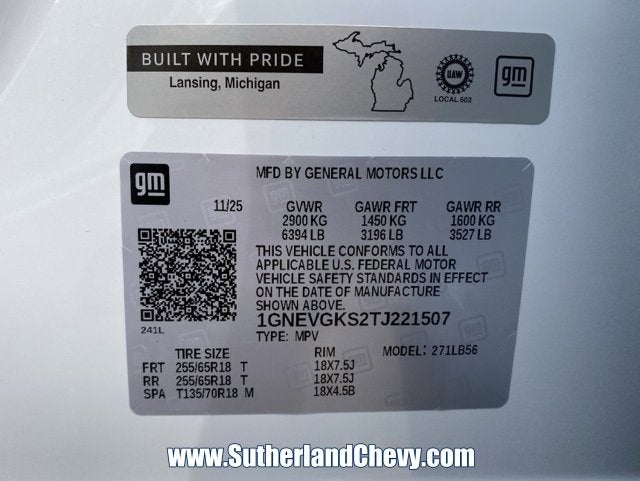 BUILT WITH PRIDE
Lansing, Michigan
UAW
LOCAL 602
gm
gm
MFD BY GENERAL MOTORS LLC
11/25 GVWR GAWR FRT GAWR RR
2900 KG 1450 KG 1600 KG
6394 LB 3196 LB 3527 LB
THIS VEHICLE CONFORMS TO ALL
APPLICABLE U.S. FEDERAL MOTOR
VEHICLE SAFETY STANDARDS IN EFFECT
ON THE DATE OF MANUFACTURE
SHOWN ABOVE.
241L
1GNEVGKS2TJ221507
TYPE: MPV MODEL: 271LB56
TIRE SIZE RIM
FRT 255/65R18 T 18X7.5J
RR 255/65R18 T 18X7.5J
SPA T135/70R18 M 18X4.5B
www.SutherlandChevy.com